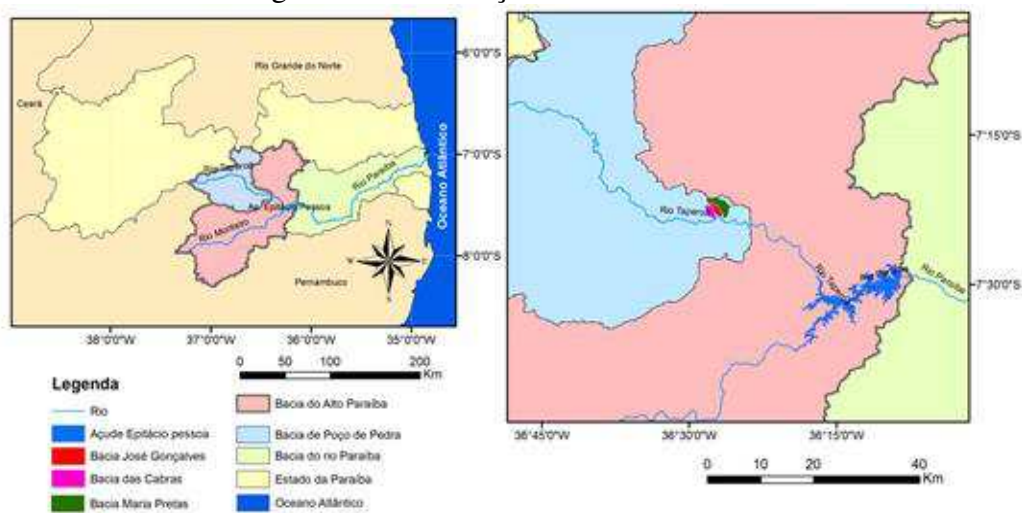 6°0'0"S
Rio Grande do Norte
Ceará
7°0'0"S
Rio Paraíba
Aç. Epitácio Pessoa
Rio Monteiro
Oceano Atlântico
N
W
E
S
8°0'0"S
Pernambuco
38°0'0"W
37°0'0"W
36°0'0"W
35°0'0"W
0 50 100 200
Km
Legenda
Rio
Açude Epitácio pessoa
Bacia José Gonçalves
Bacia das Cabras
Bacia Maria Pretas
Bacia do Alto Paraíba
Bacia de Poço de Pedra
Bacia do rio Paraíba
Estado da Paraíba
Oceano Atlântico
7°15'0"S
Rio Taperoá
Rio Paraíba
7°30'0"S
36°45'0"W
36°30'0"W
36°15'0"W
0 10 20 40
Km